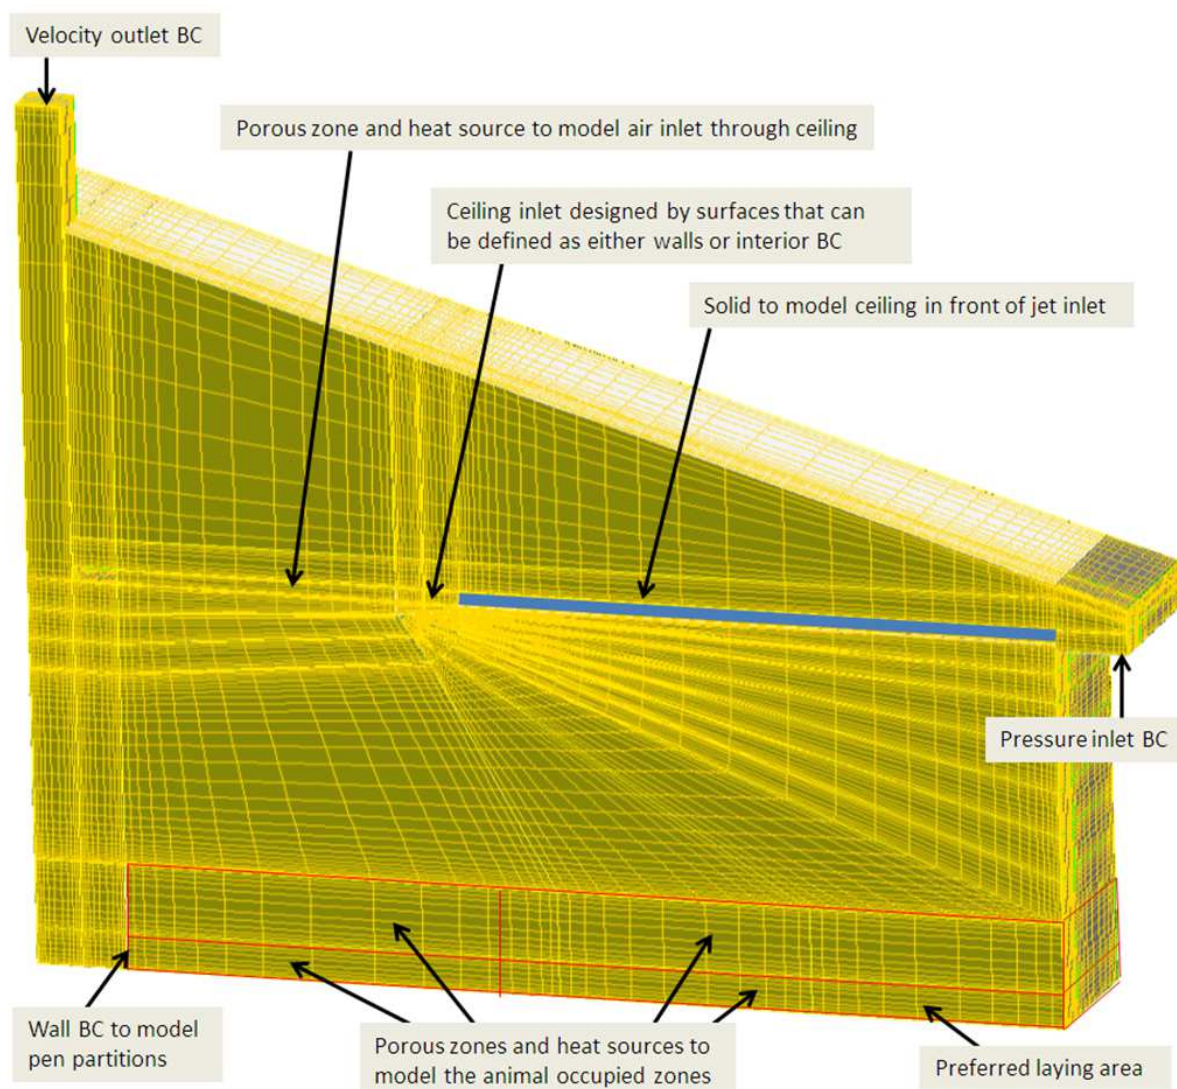 Velocity outlet BC
Porous zone and heat source to model air inlet through ceiling
Ceiling inlet designed by surfaces that can
be defined as either walls or interior BC
Solid to model ceiling in front of jet inlet
Pressure inlet BC
Wall BC to model
pen partitions
Porous zones and heat sources to
model the animal occupied zones
Preferred laying area